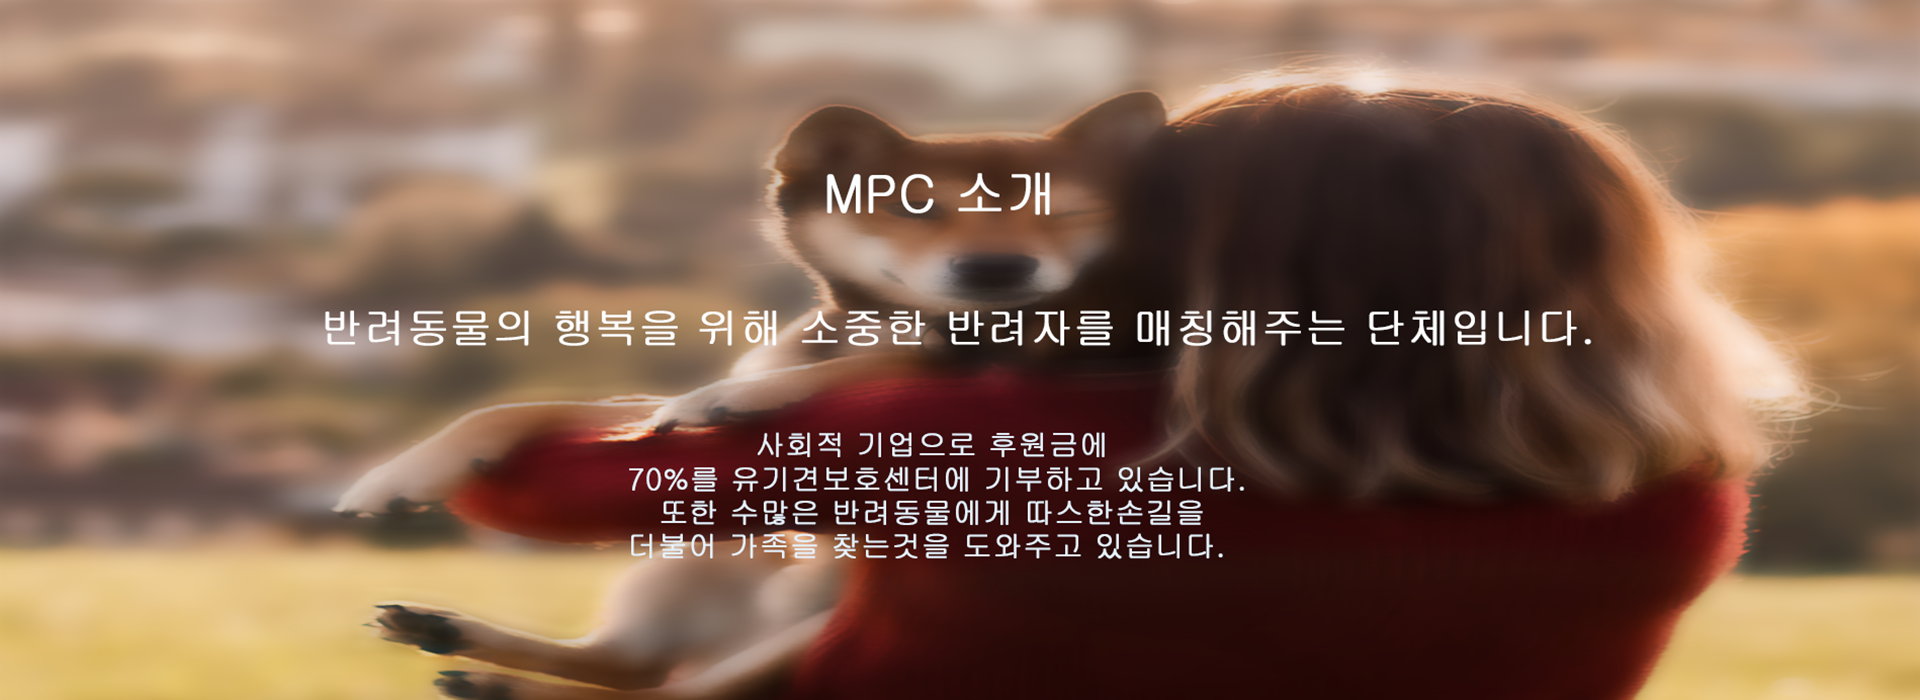 MPC 소개
반려동물의 행복을 위해 소중한 반려자를 매칭해주는 단체입니다.
사회적 기업으로 후원금에
70%를 유기견보호센터에 기부하고 있습니다.
또한 수많은 반려동물에게 따스한손길을
더불어 가족을 찾는것을 도와주고 있습니다.